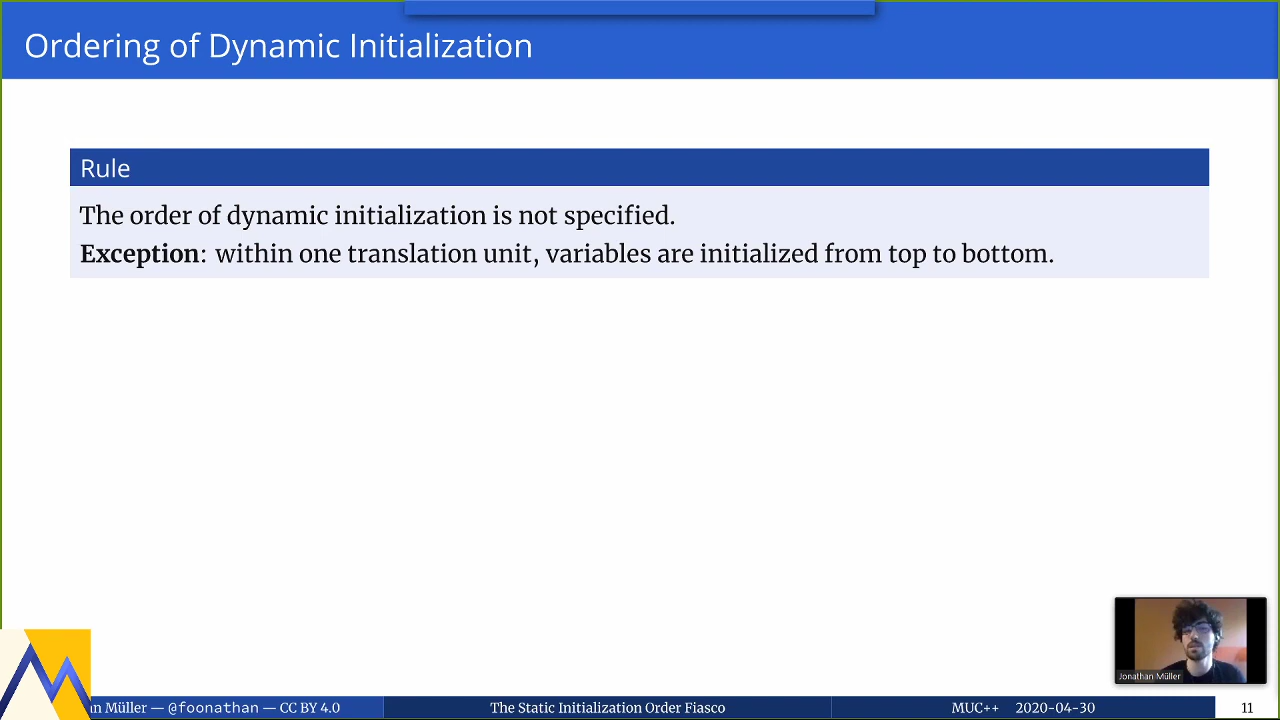 Ordering of Dynamic Initialization
Rule
The order of dynamic initialization is not specified.
Exception: within one translation unit, variables are initialized from top to bottom.
Jonathan Müller
an Müller — @foonathan — CC BY 4.0
The Static Initialization Order Fiasco
MUC++ 2020-04-30
11